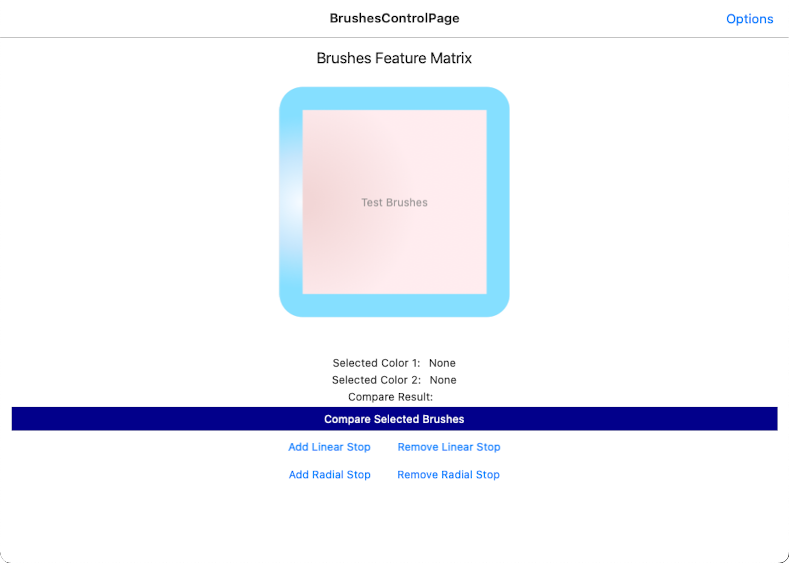 BrushesControlPage
Options
Brushes Feature Matrix
Test Brushes
Selected Color 1: None
Selected Color 2: None
Compare Result:
Compare Selected Brushes
Add Linear Stop Remove Linear Stop
Add Radial Stop Remove Radial Stop